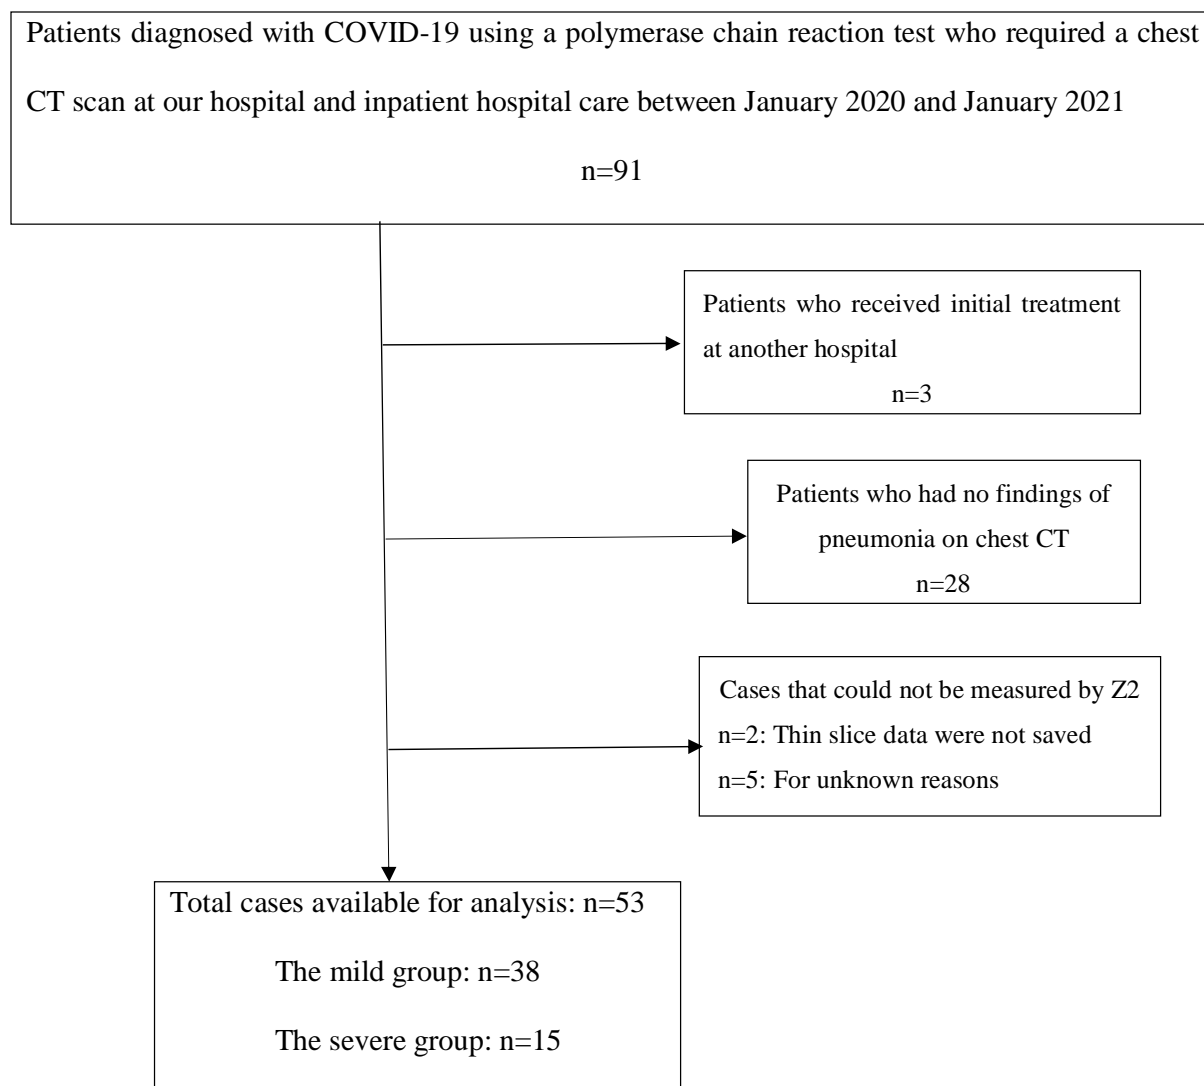 Patients diagnosed with COVID-19 using a polymerase chain reaction test who required a chest
CT scan at our hospital and inpatient hospital care between January 2020 and January 2021
n=91
Patients who received initial treatment
at another hospital
n=3
Patients who had no findings of
pneumonia on chest CT
n=28
Cases that could not be measured by Z2
n=2: Thin slice data were not saved
n=5: For unknown reasons
Total cases available for analysis: n=53
The mild group: n=38
The severe group: n=15